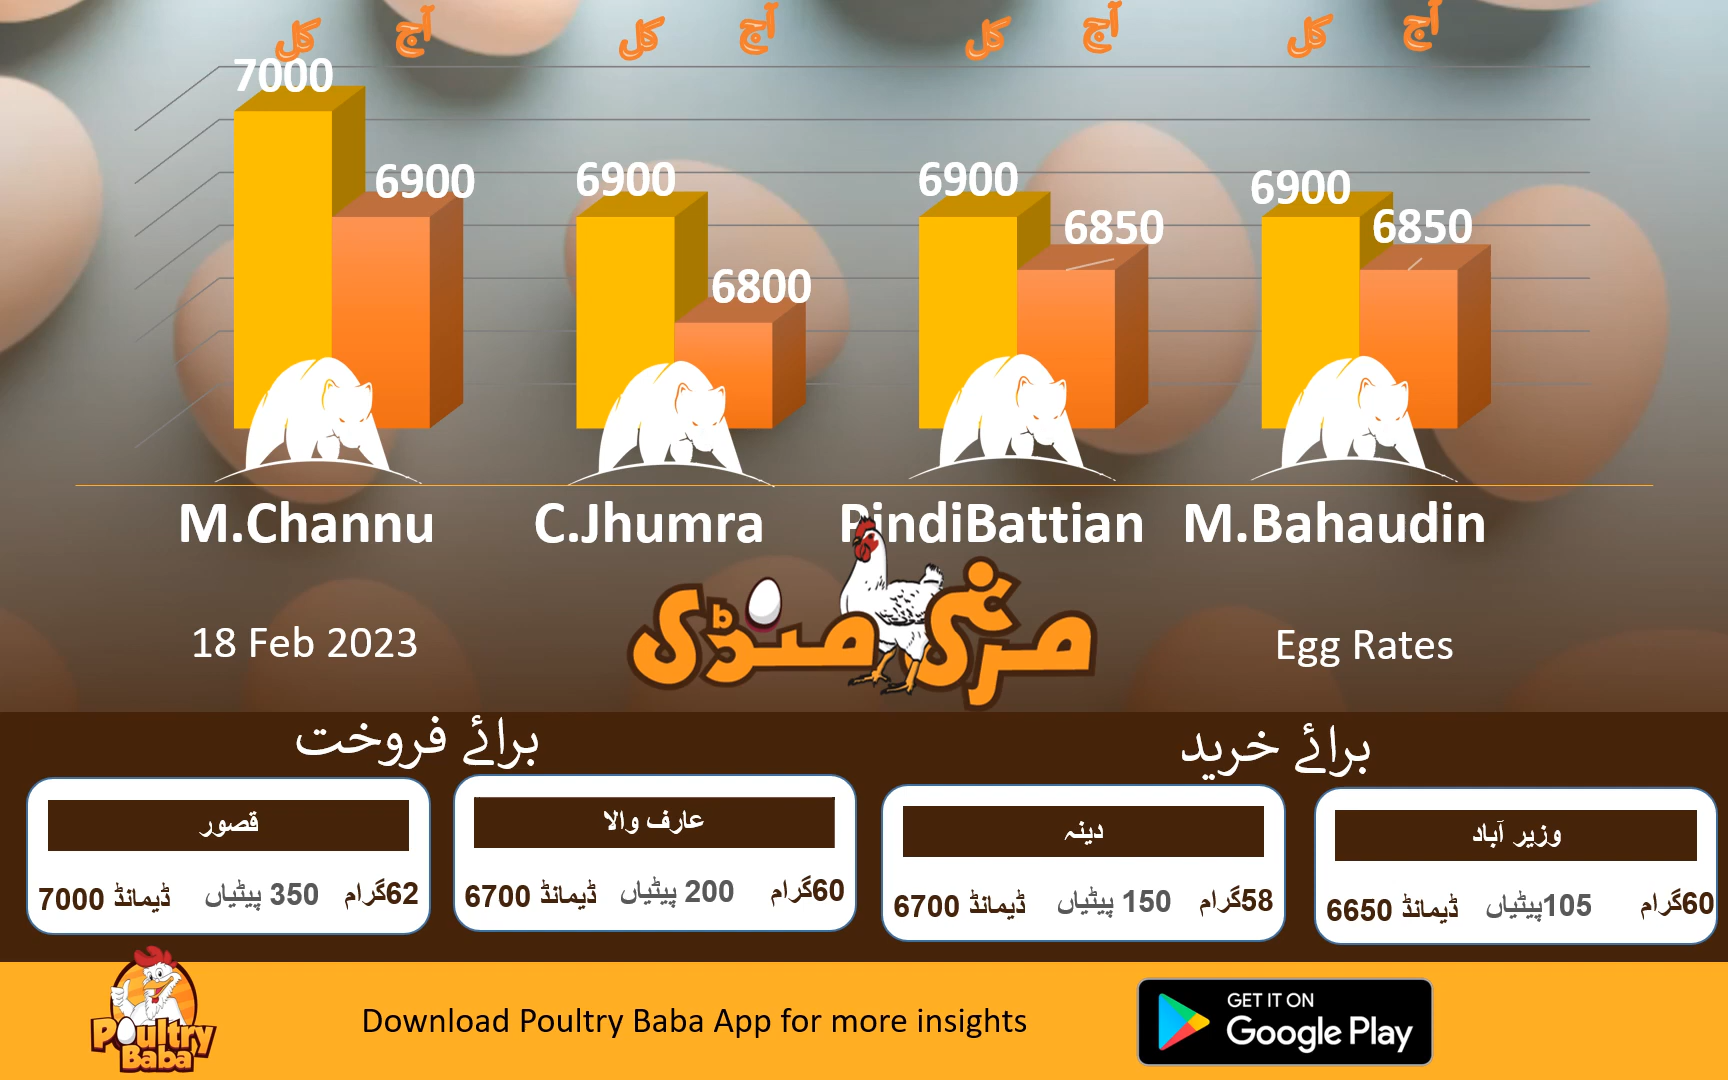 کل آج کل آج کل آج کل آج
7000 6900 6900 6800 6900 6850 6900 6850
M.Channu C.Jhumra PindiBattian M.Bahaudin
18 Feb 2023
مرغی منڈی
Egg Rates
برائے خرید
برائے فروخت
وزیر آباد
60گرام 105پیٹیاں ڈیمانڈ 6650
دینہ
58گرام 150 پیٹیاں ڈیمانڈ 6700
عارف والا
60گرام 200 پیٹیاں ڈیمانڈ 6700
قصور
62گرام 350 پیٹیاں ڈیمانڈ 7000
Poultry
Baba
Download Poultry Baba App for more insights
GET IT ON
Google Play